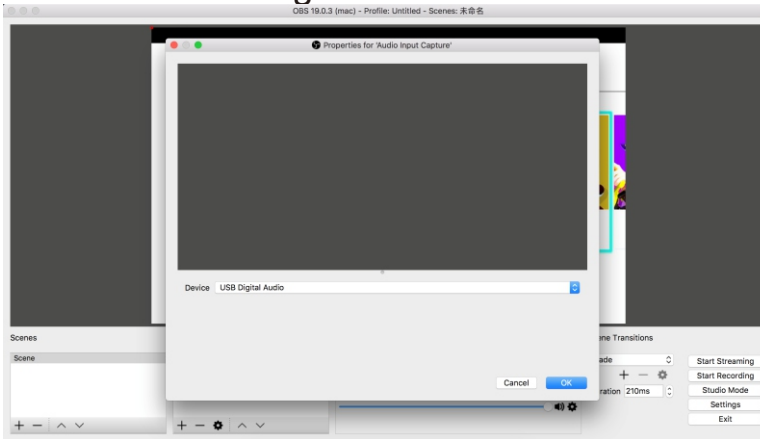 OBS 19.0.3 (mac) - Profile: Untitled - Scenes: 未命名
Properties for 'Audio Input Capture'
Device USB Digital Audio
Cancel OK
Scenes
Scene
ene Transitions
ade
ration 210ms
Start Streaming
Start Recording
Studio Mode
Settings
Exit